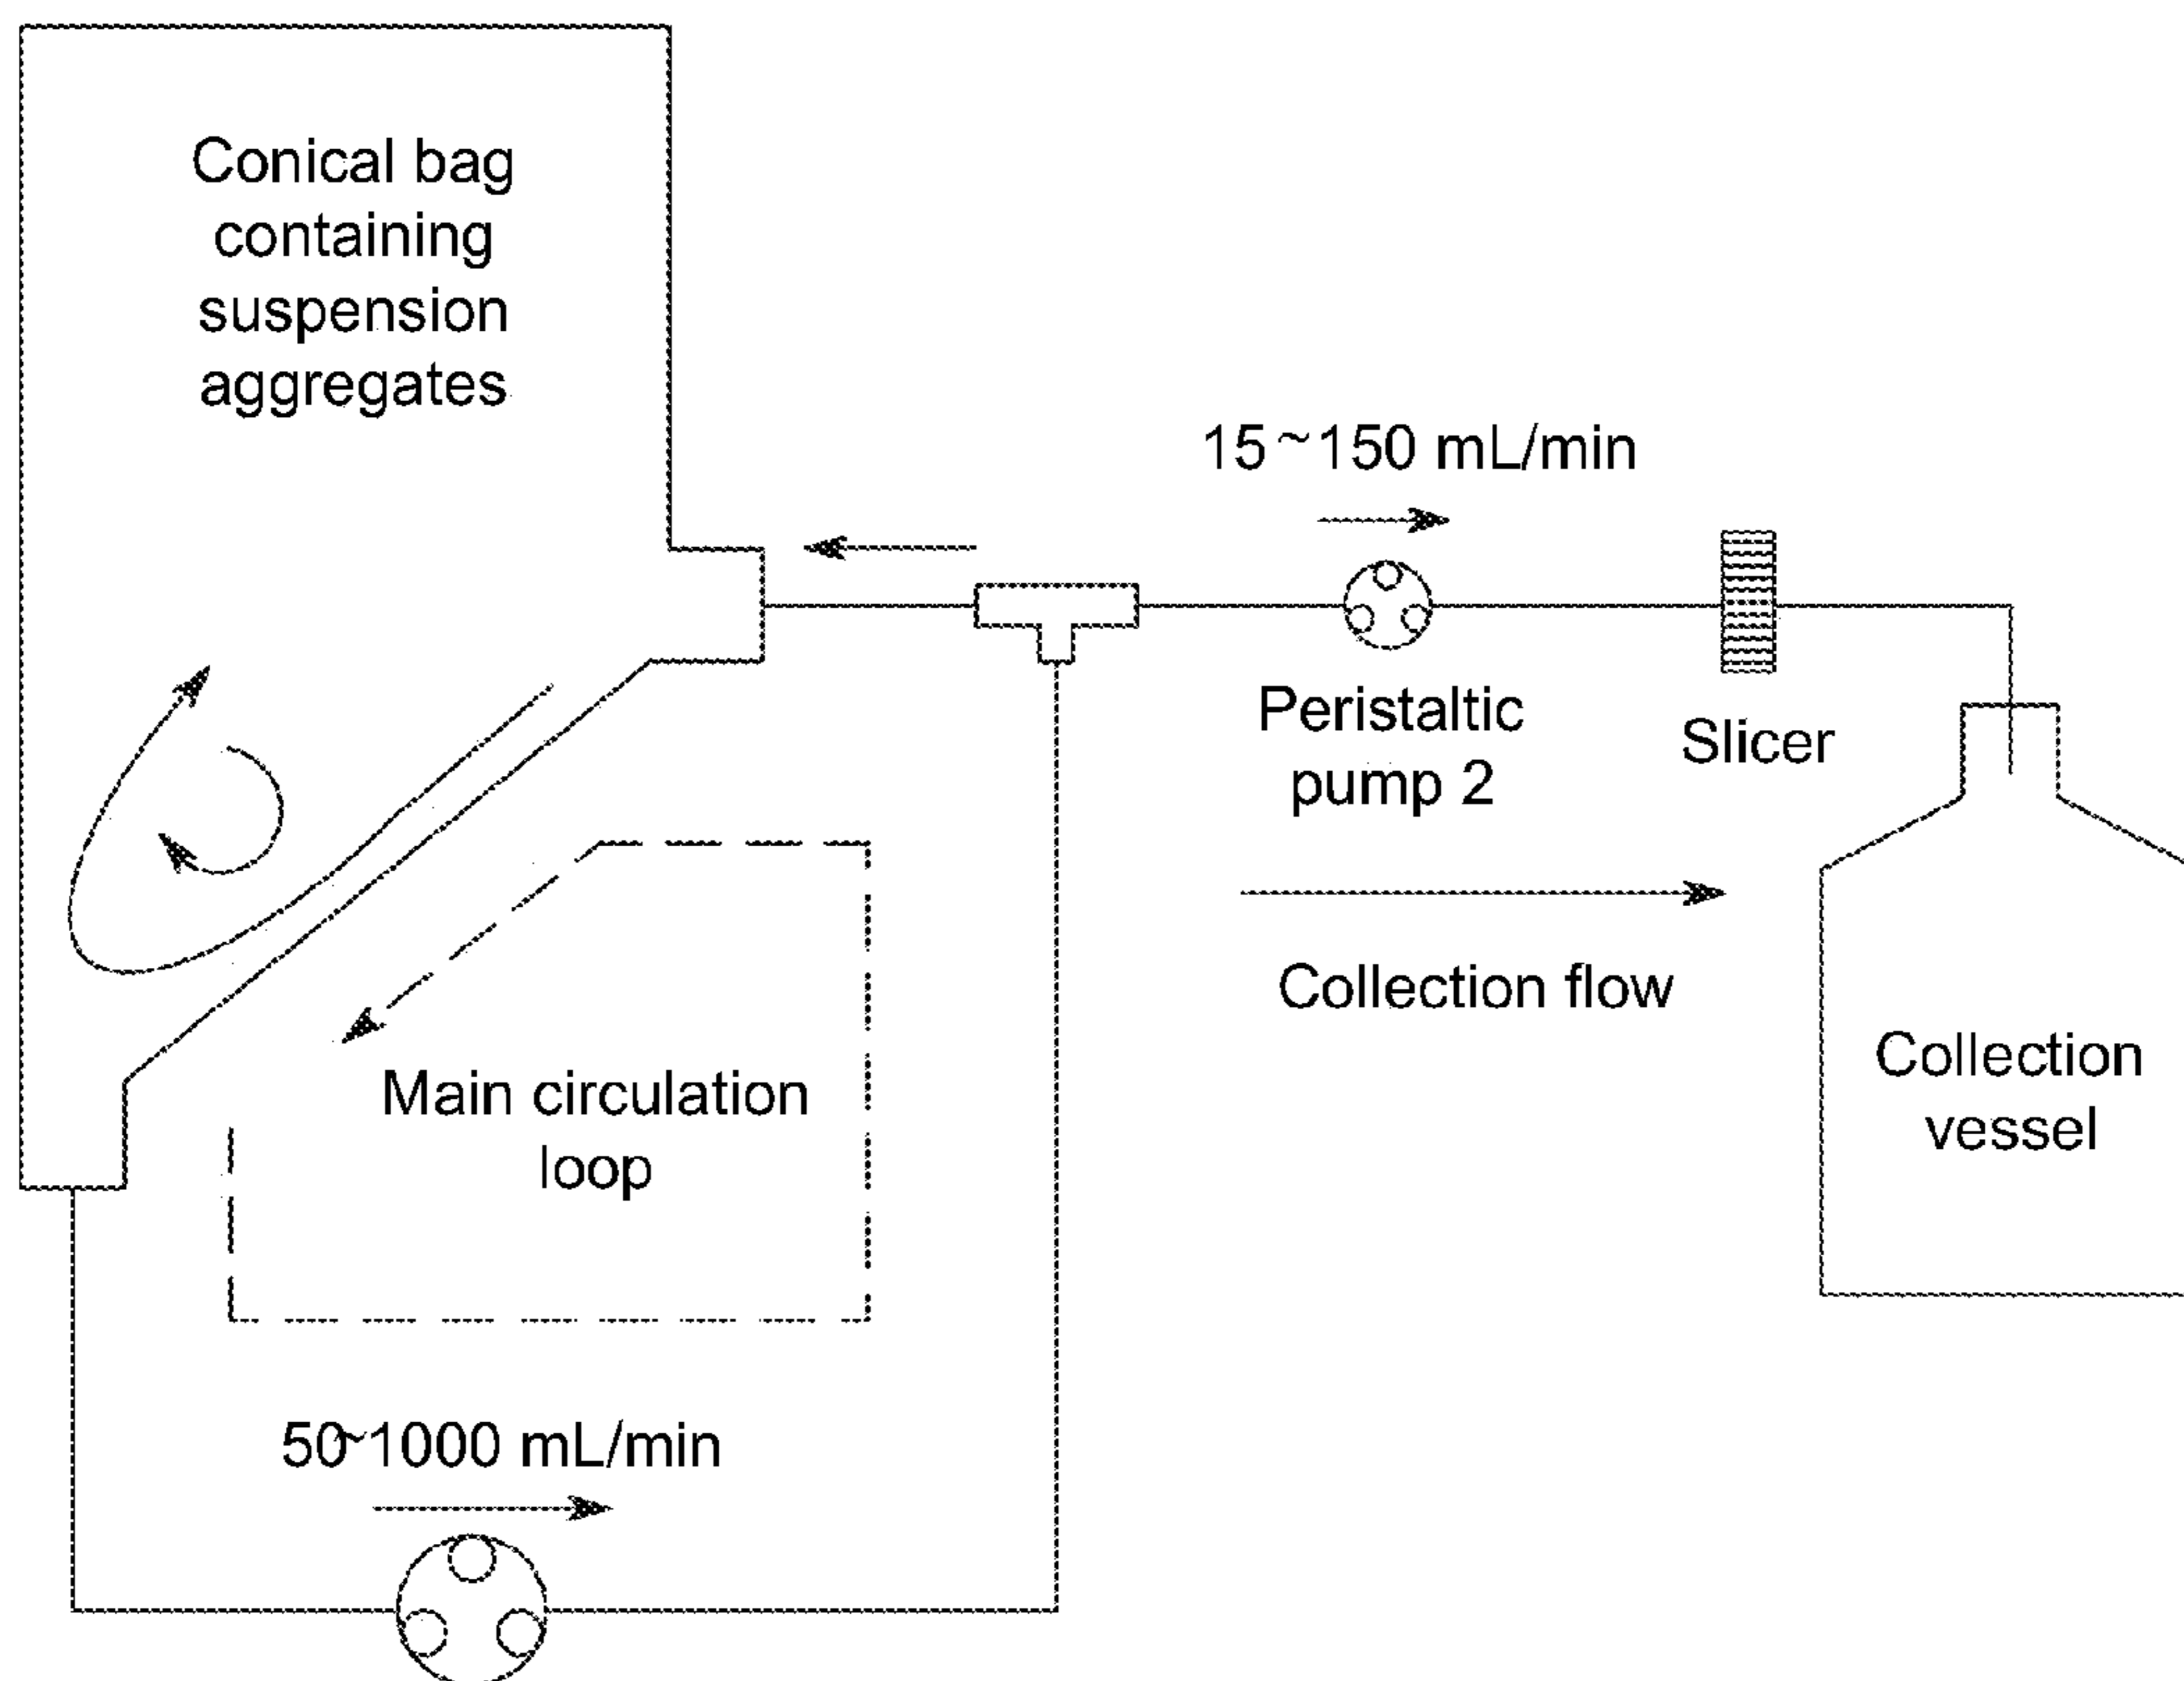 Conical bag
containing
suspension
aggregates
15~150 mL/min
Peristaltic
pump 2
Slicer
Collection flow
Collection
vessel
Main circulation
loop
50~1000 mL/min